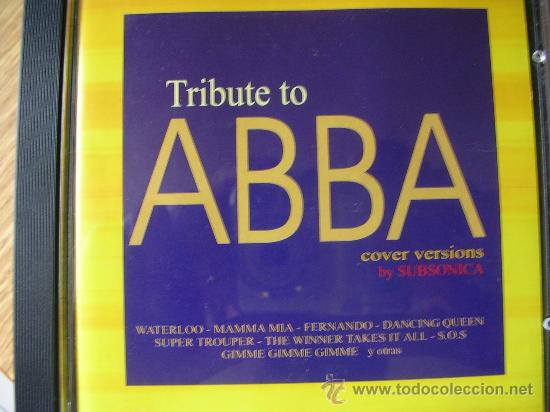 Tribute to
ABBA
cover versions
by SUBSONICA
WATERLOO - MAMMA MIA - FERNANDO - DANCING QUEEN
SUPER TROUPER - THE WINNER TAKES IT ALL - S.O.S
GIMME GIMME GIMME y otras
www.todocoleccion.net